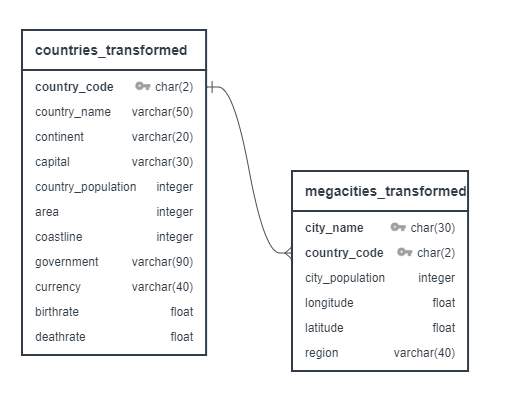 countries_transformed
country_code char(2)
country_name varchar(50)
continent varchar(20)
capital varchar(30)
country_population integer
area integer
coastline integer
government varchar(90)
currency varchar(40)
birthrate float
deathrate float
megacities_transformed
city_name char(30)
country_code char(2)
city_population integer
longitude float
latitude float
region varchar(40)